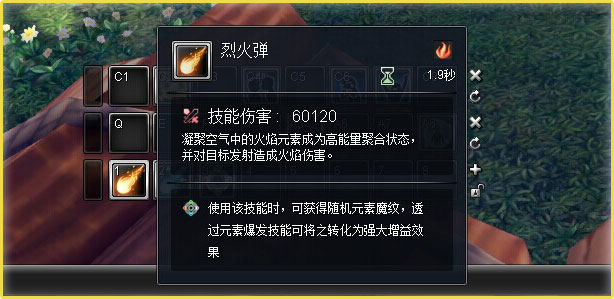 烈火弹
1.9秒
C1
C4
C5
C6
技能伤害： 60120
凝聚空气中的火焰元素成为高能量聚合状态，
并对目标发射造成火焰伤害。
Q
1
使用该技能时，可获得随机元素魔纹，透
过元素爆发技能可将之转化为强大增益效
果